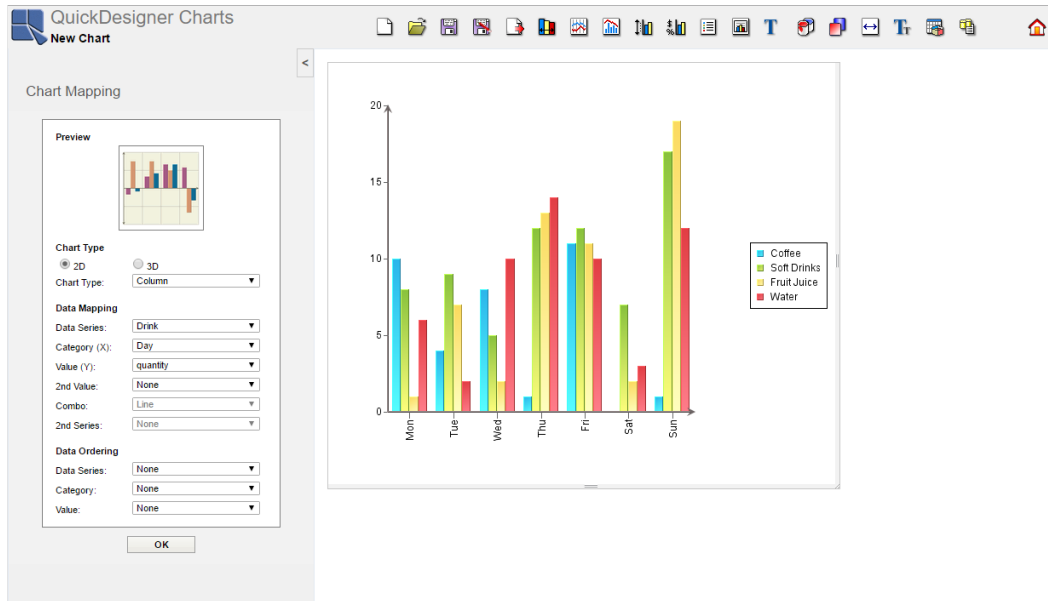 QuickDesigner Charts
New Chart
T
Tт
<
Chart Mapping
Preview
Chart Type
2D 3D
Chart Type: Column
Data Mapping
Data Series: Drink
Category (X): Day
Value (Y): quantity
2nd Value: None
Combo: Line
2nd Series: None
Data Ordering
Data Series: None
Category: None
Value: None
OK
20
15
10
5
0
Mon Tue Wed Thu Fri Sat Sun
Coffee
Soft Drinks
Fruit Juice
Water